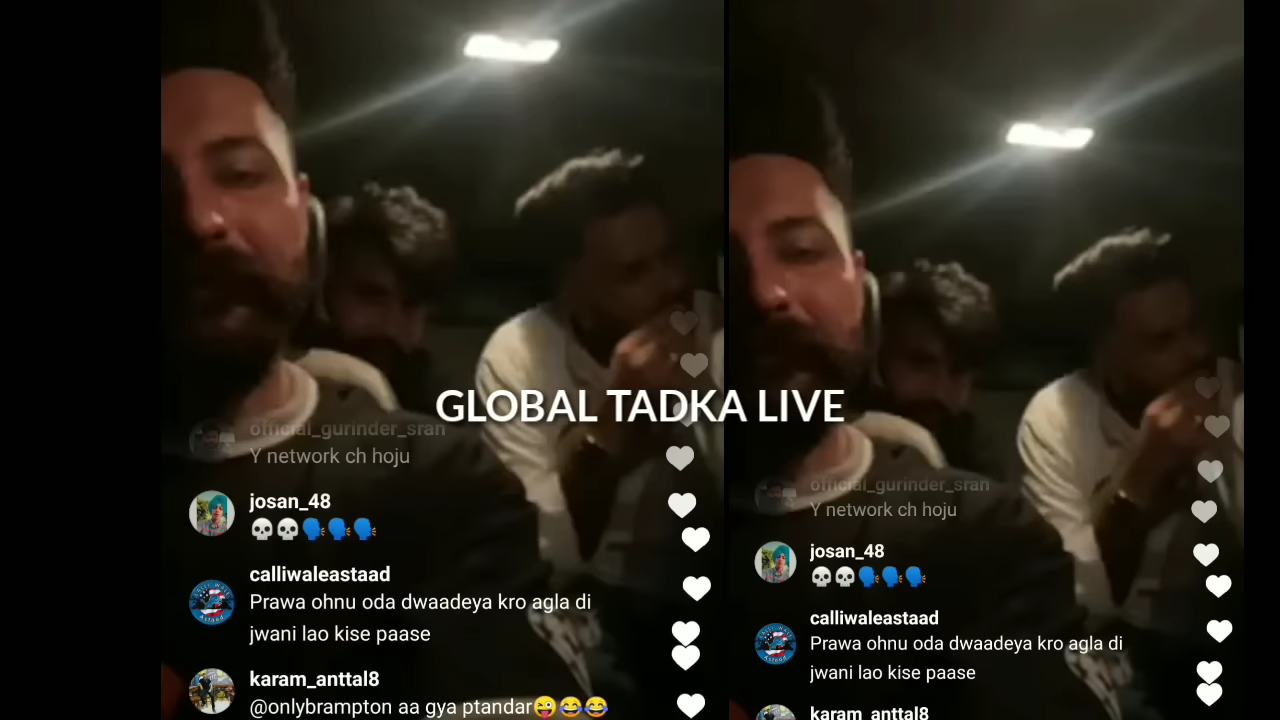 GLOBAL TADKA LIVE
official_gurinder_sran
Y network ch hoju
josan_48
💀💀🗣️🗣️🗣️
calliwaleastaad
Prawa ohnu oda dwaadeya kro agla di
jwani lao kise paase
karam_anttal8
@onlybrampton aa gya ptandar😜😂😂
official_gurinder_sran
Y network ch hoju
josan_48
💀💀🗣️🗣️🗣️
calliwaleastaad
Prawa ohnu oda dwaadeya kro agla di
jwani lao kise paase
karam_anttal8